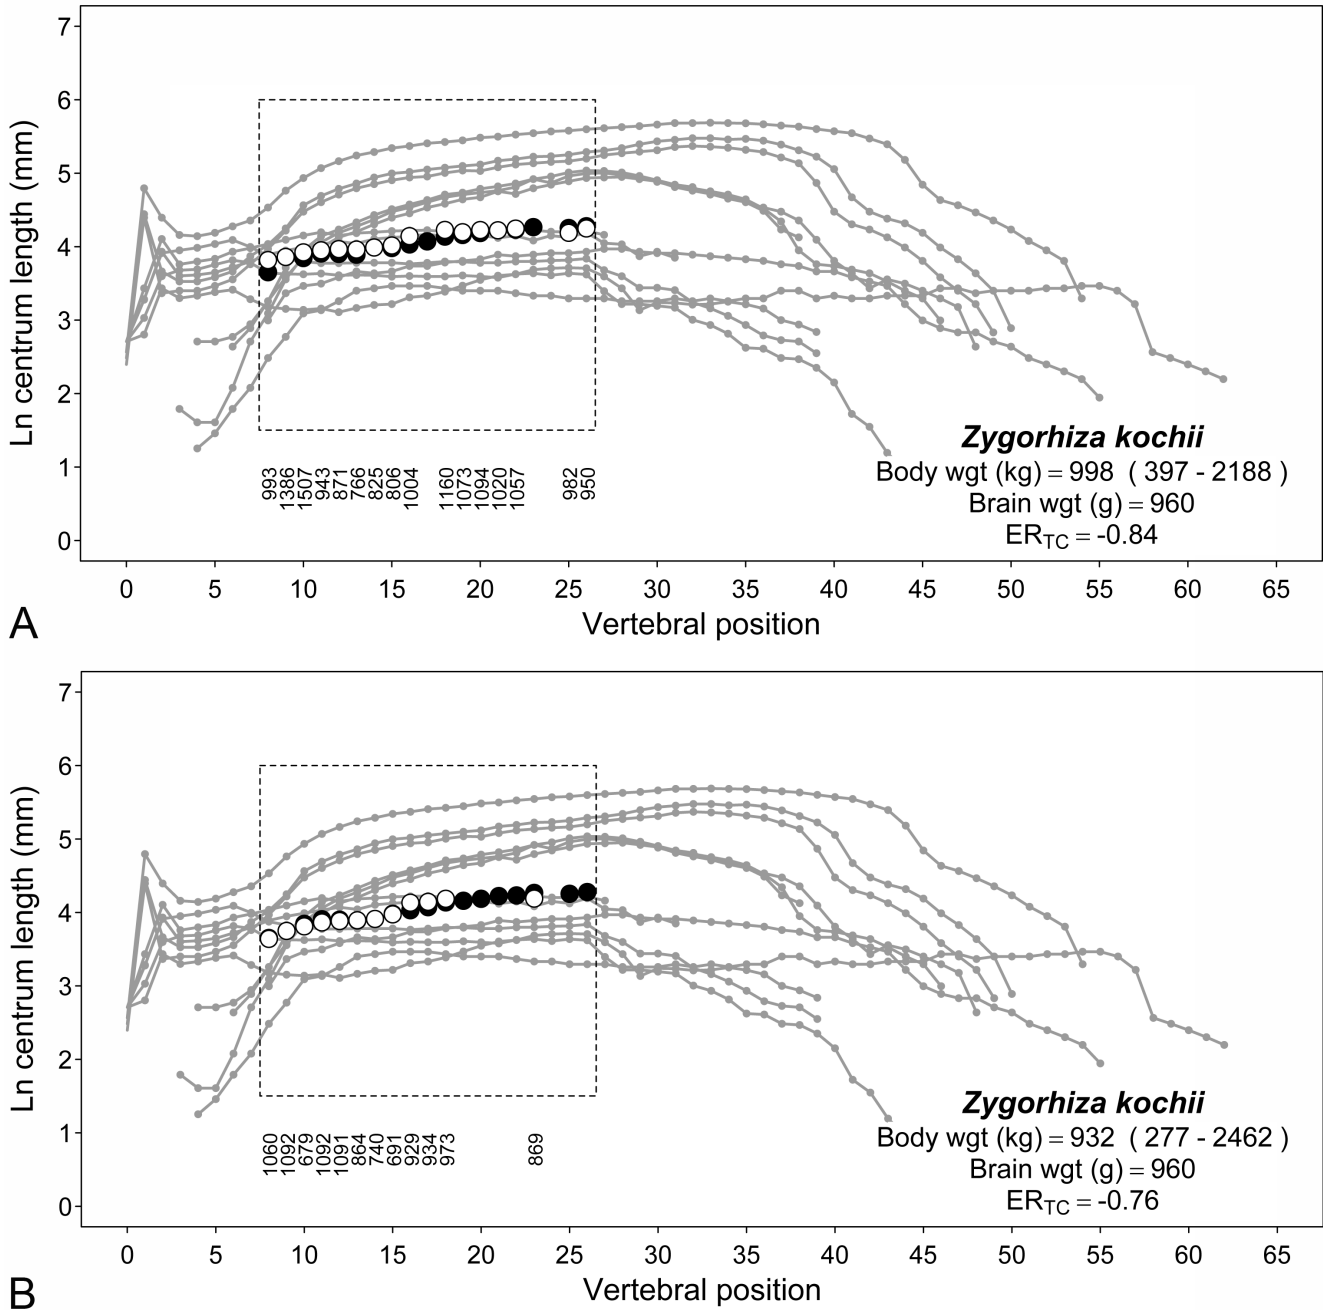 7
6
5
4
3
2
1
0
Ln centrum length (mm)
993 1386 1507 943 871 766 825 806 1004 1160 1073 1094 1020 1057 982 950
Zygorhiza kochii
Body wgt (kg) = 998 ( 397 - 2188 )
Brain wgt (g) = 960
ERTC = -0.84
0 5 10 15 20 25 30 35 40 45 50 55 60 65
Vertebral position
A
7
6
5
4
3
2
1
0
Ln centrum length (mm)
1060 1092 679 1092 1091 864 740 691 929 934 973 869
Zygorhiza kochii
Body wgt (kg) = 932 ( 277 - 2462 )
Brain wgt (g) = 960
ERTC = -0.76
0 5 10 15 20 25 30 35 40 45 50 55 60 65
Vertebral position
B